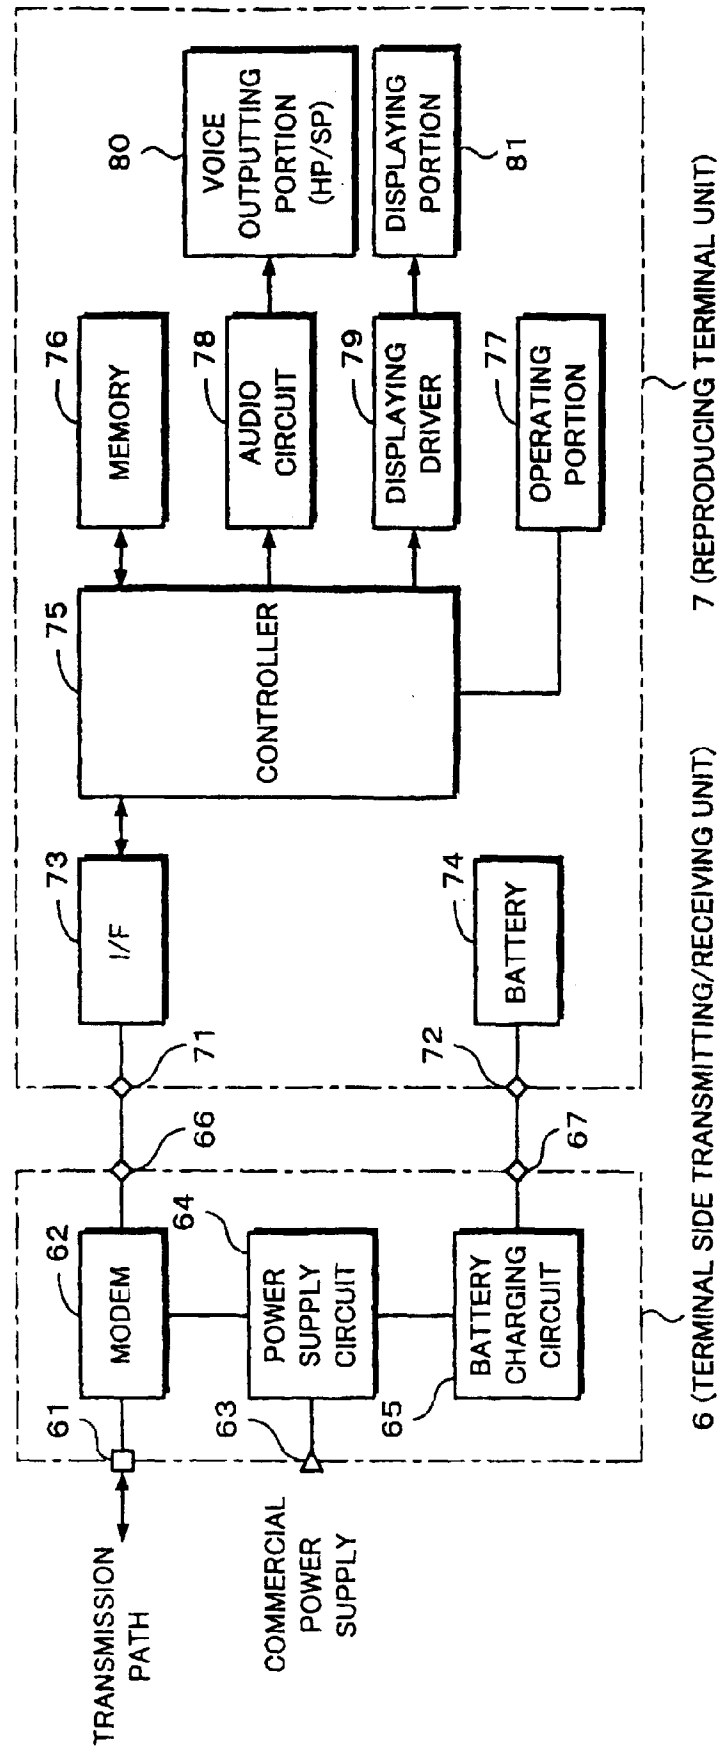 TRANSMISSION
PATH
COMMERCIAL
POWER
SUPPLY
61
62
MODEM
66
71
63
64
POWER
SUPPLY
CIRCUIT
65
BATTERY
CHARGING
CIRCUIT
67
72
73
I/F
74
BATTERY
75
CONTROLLER
76
MEMORY
78
AUDIO
CIRCUIT
79
DISPLAYING
DRIVER
77
OPERATING
PORTION
80
VOICE
OUTPUTTING
PORTION
(HP/SP)
DISPLAYING
PORTION
81
6 (TERMINAL SIDE TRANSMITTING/RECEIVING UNIT)
7 (REPRODUCING TERMINAL UNIT)